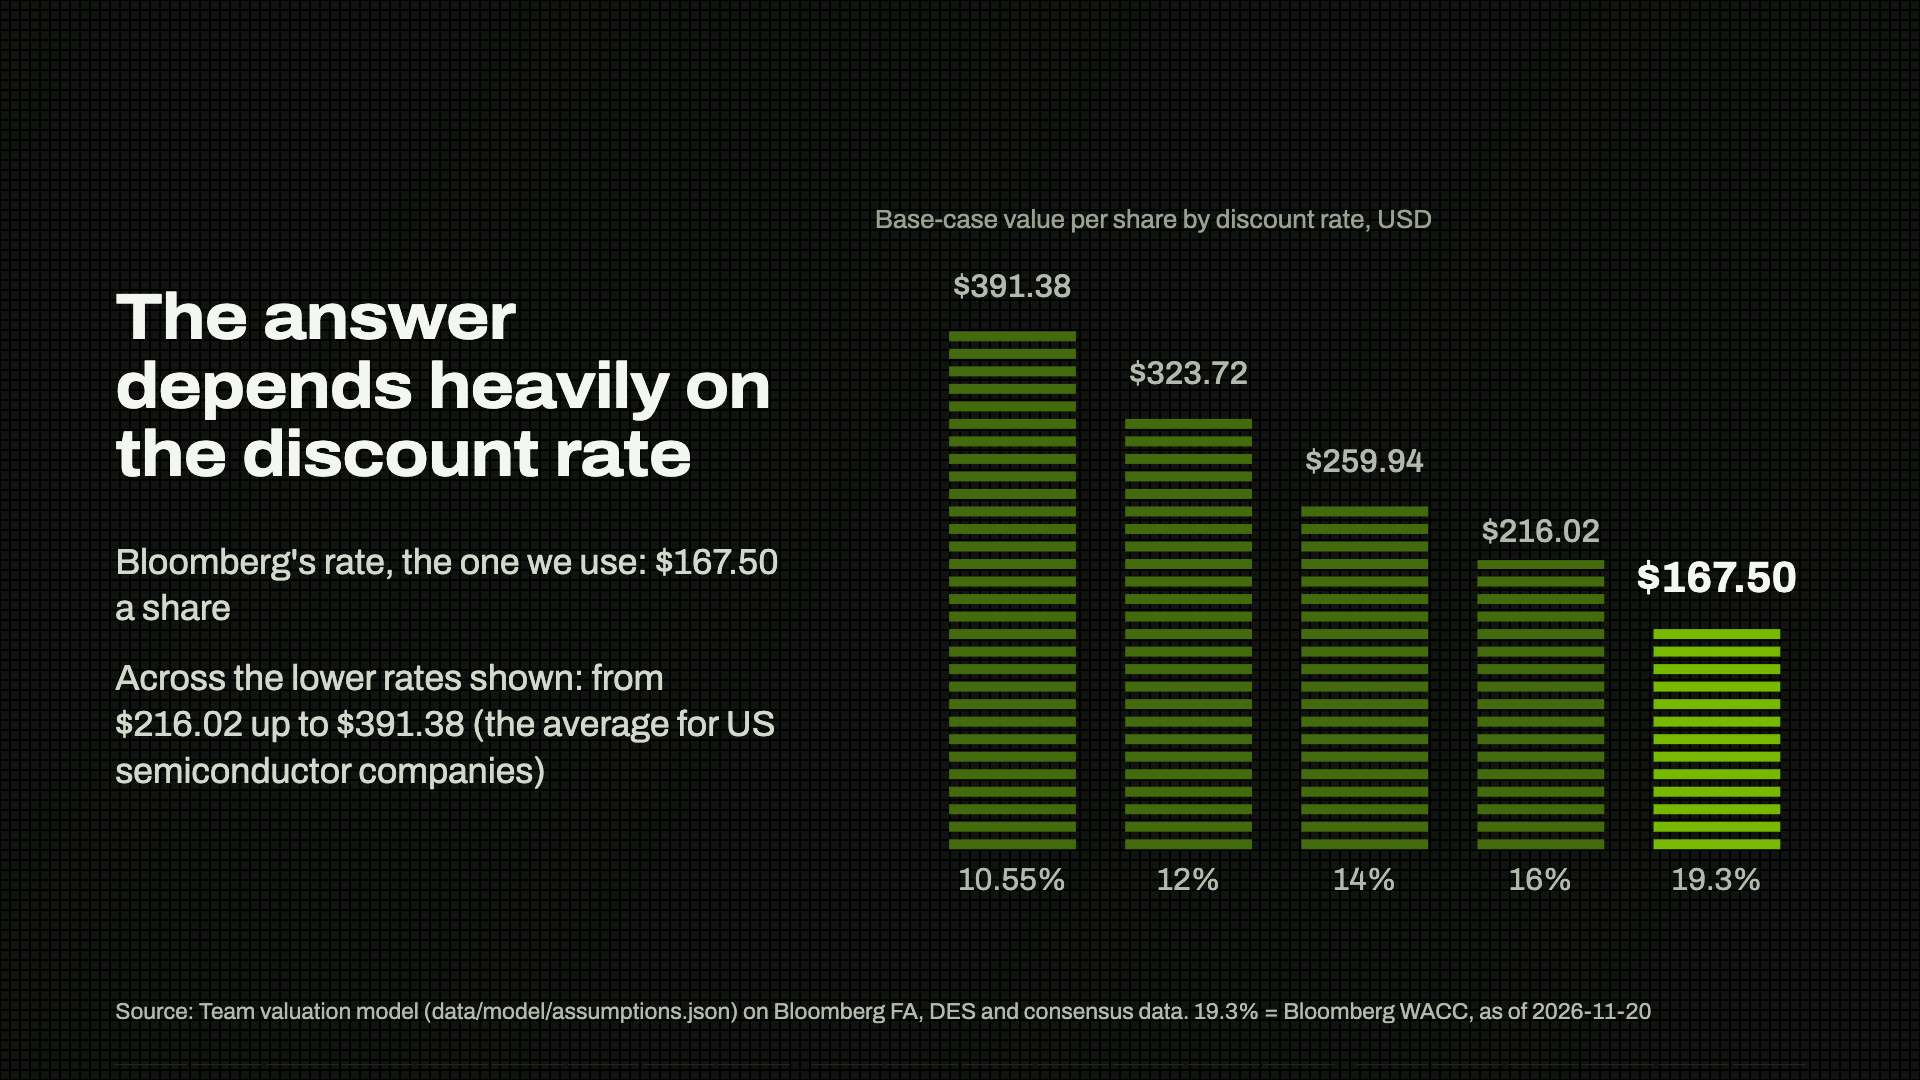 The answer
depends heavily on
the discount rate
Bloomberg's rate, the one we use: $167.50
a share
Across the lower rates shown: from
$216.02 up to $391.38 (the average for US
semiconductor companies)
Base-case value per share by discount rate, USD
$391.38
$323.72
$259.94
$216.02
$167.50
10.55%
12%
14%
16%
19.3%
Source: Team valuation model (data/model/assumptions.json) on Bloomberg FA, DES and consensus data. 19.3% = Bloomberg WACC, as of 2026-11-20